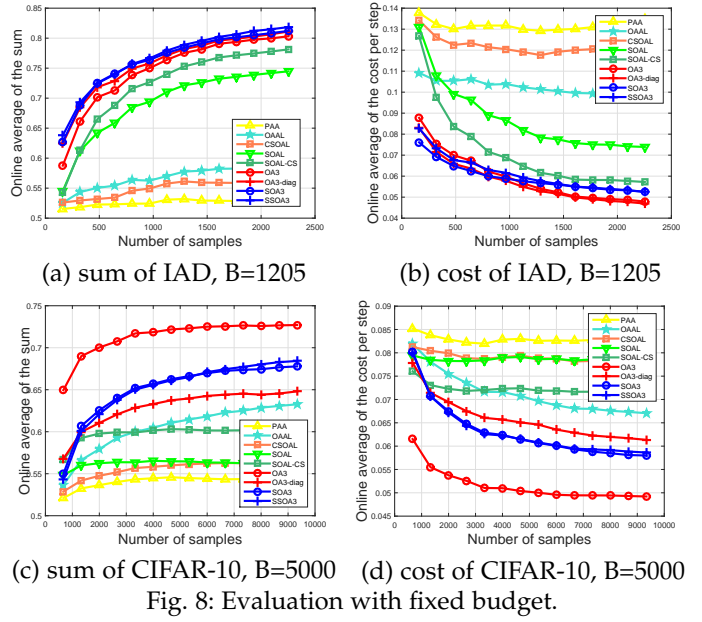 Online average of the sum
0.85
0.8
0.75
0.7
0.65
0.6
0.55
0.5
0 500 1000 1500 2000 2500
Number of samples
PAA
OAAL
CSOAL
SOAL
SOAL-CS
OA3
OA3-diag
SOA3
SSOA3
(a) sum of IAD, B=1205
Online average of the cost per step
0.14
0.13
0.12
0.11
0.1
0.09
0.08
0.07
0.06
0.05
0.04
0 500 1000 1500 2000 2500
Number of samples
PAA
OAAL
CSOAL
SOAL
SOAL-CS
OA3
OA3-diag
SOA3
SSOA3
(b) cost of IAD, B=1205
Online average of the sum
0.75
0.7
0.65
0.6
0.55
0.5
0 1000 2000 3000 4000 5000 6000 7000 8000 9000 10000
Number of samples
PAA
OAAL
CSOAL
SOAL
SOAL-CS
OA3
OA3-diag
SOA3
SSOA3
(c) sum of CIFAR-10, B=5000
Online average of the cost per step
0.09
0.085
0.08
0.075
0.07
0.065
0.06
0.055
0.05
0.045
0 1000 2000 3000 4000 5000 6000 7000 8000 9000 10000
Number of samples
PAA
OAAL
CSOAL
SOAL
SOAL-CS
OA3
OA3-diag
SOA3
SSOA3
(d) cost of CIFAR-10, B=5000
Fig. 8: Evaluation with fixed budget.